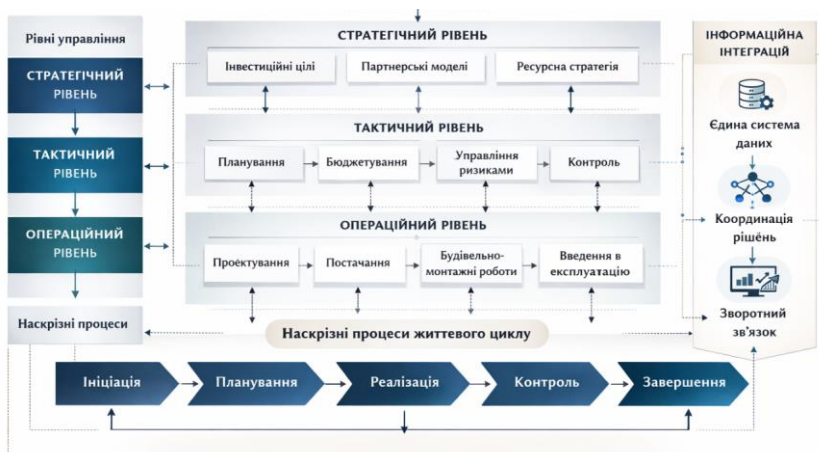 Рівні управління
СТРАТЕГІЧНИЙ
РІВЕНЬ
ТАКТИЧНИЙ
РІВЕНЬ
ОПЕРАЦІЙНИЙ
РІВЕНЬ
Наскрізні процеси
СТРАТЕГІЧНИЙ РІВЕНЬ
Інвестиційні цілі
Партнерські моделі
Ресурсна стратегія
ТАКТИЧНИЙ РІВЕНЬ
Планування
Бюджетування
Управління
ризиками
Контроль
ОПЕРАЦІЙНИЙ РІВЕНЬ
Проєктування
Постачання
Будівельно-
монтажні роботи
Введення в
експлуатацію
Наскрізні процеси життєвого циклу
ІНФОРМАЦІЙНА
ІНТЕГРАЦІЙ
Єдина система
даних
Координація
рішень
Зворотний
зв'язок
Ініціація
Планування
Реалізація
Контроль
Завершення